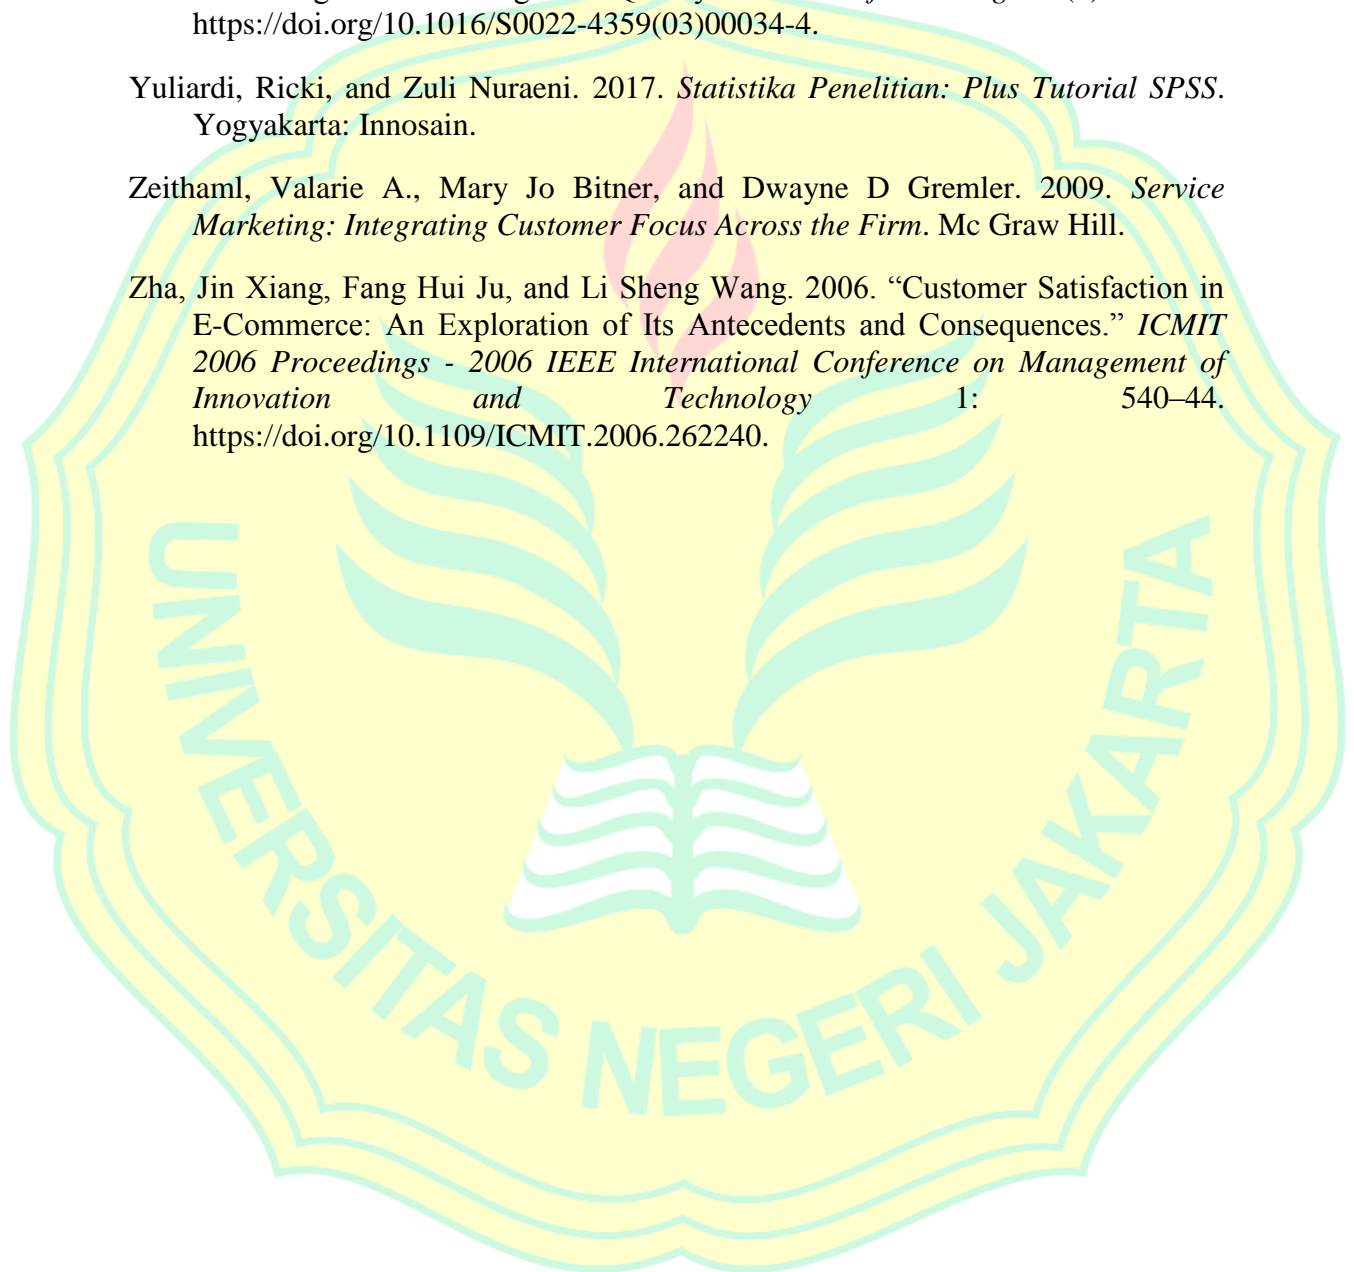 https://doi.org/10.1016/S0022-4359(03)00034-4.
Yuliardi, Ricki, and Zuli Nuraeni. 2017. Statistika Penelitian: Plus Tutorial SPSS.
Yogyakarta: Innosain.
Zeithaml, Valarie A., Mary Jo Bitner, and Dwayne D Gremler. 2009. Service
Marketing: Integrating Customer Focus Across the Firm. Mc Graw Hill.
Zha, Jin Xiang, Fang Hui Ju, and Li Sheng Wang. 2006. “Customer Satisfaction in
E-Commerce: An Exploration of Its Antecedents and Consequences.” ICMIT
2006 Proceedings - 2006 IEEE International Conference on Management of
Innovation and Technology 1: 540–44.
https://doi.org/10.1109/ICMIT.2006.262240.
UNIVERSITAS NEGERI JAKARTA